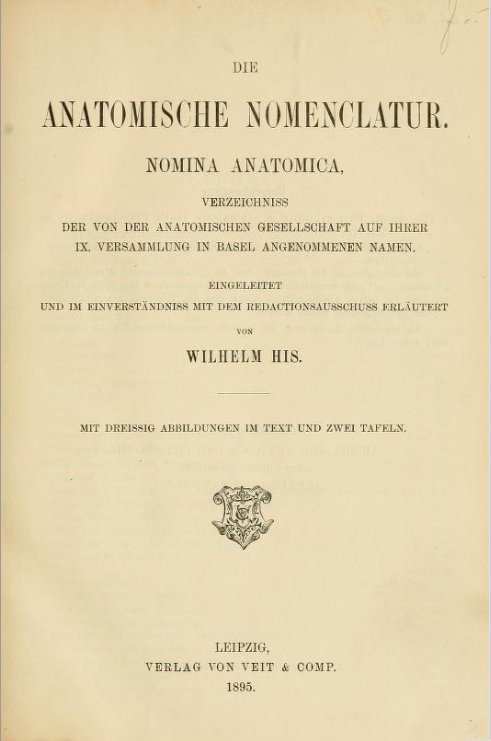 DIE
ANATOMISCHE NOMENCLATUR.
NOMINA ANATOMICA,
VERZEICHNISS
DER VON DER ANATOMISCHEN GESELLSCHAFT AUF IHRER
IX. VERSAMMLUNG IN BASEL ANGENOMMENEN NAMEN.
EINGELEITET
UND IM EINVERSTÄNDNISS MIT DEM REDACTIONSAUSSCHUSS ERLÄUTERT
VON
WILHELM HIS.
MIT DREISSIG ABBILDUNGEN IM TEXT UND ZWEI TAFELN.
LEIPZIG,
VERLAG VON VEIT & COMP.
1895.